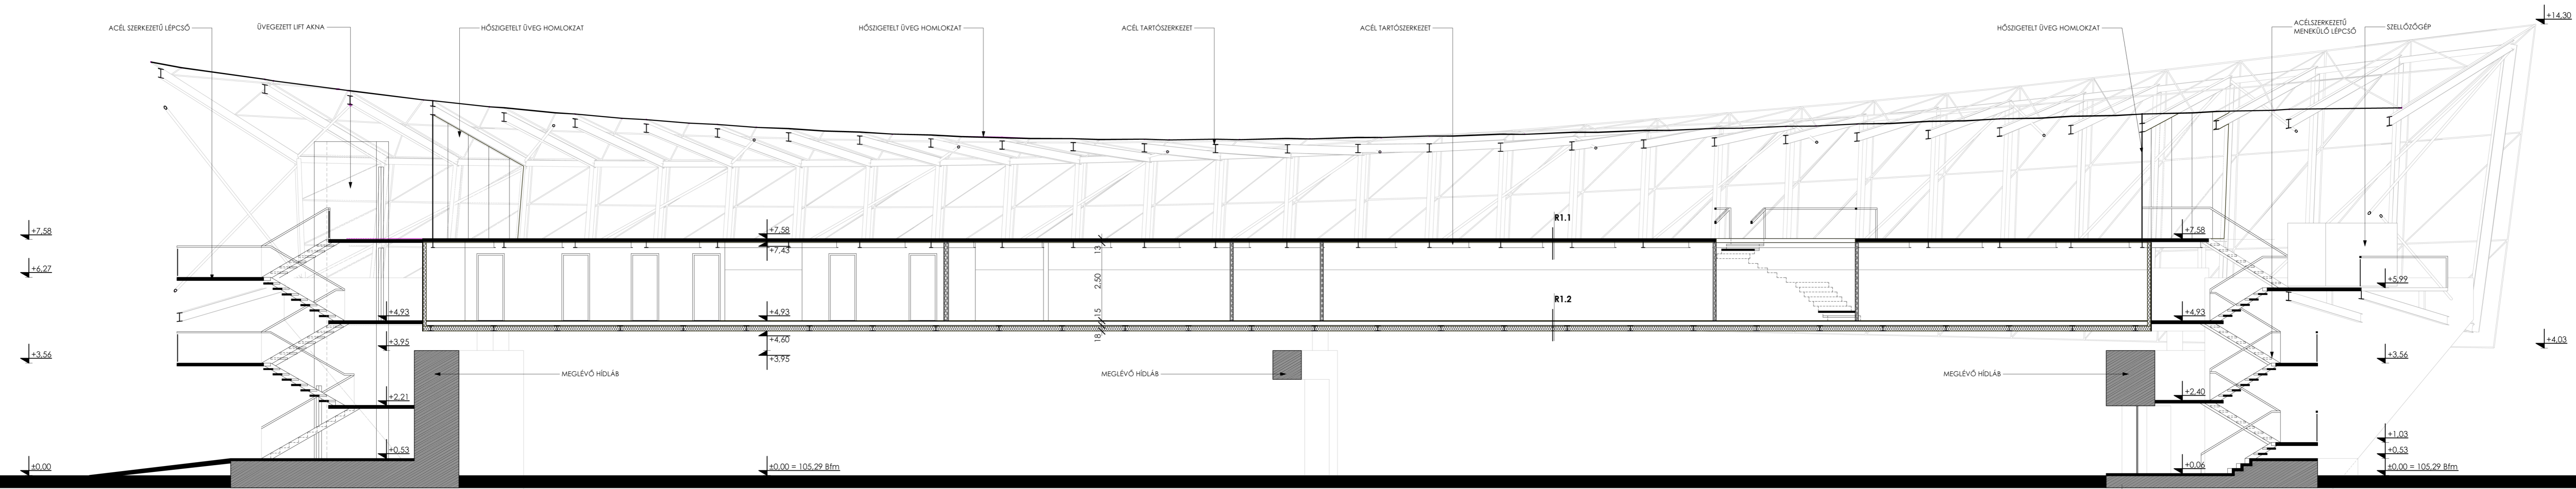 ACÉL SZERKEZETŰ LÉPCSŐ
ÜVEGEZETT LIFT AKNA
HŐSZIGETELT ÜVEG HOMLOKZAT
HŐSZIGETELT ÜVEG HOMLOKZAT
ACÉL TARTÓSZERKEZET
ACÉL TARTÓSZERKEZET
HŐSZIGETELT ÜVEG HOMLOKZAT
ACÉLSZERKEZETŰ
MENEKÜLŐ LÉPCSŐ
SZELLŐZŐGÉP
+14,30
+7,58
+6,27
+3,56
±0,00
+4,93
+3,95
+2,21
+0,53
+7,58
+7,43
+4,93
+4,60
+3,95
±0,00 = 105,29 Bfm
13
2,50
15
18
R1.1
R1.2
MEGLÉVŐ HÍDLÁB
MEGLÉVŐ HÍDLÁB
MEGLÉVŐ HÍDLÁB
+7,58
+4,93
+2,40
+0,06
+5,99
+3,56
+1,03
+0,53
±0,00 = 105,29 Bfm
+4,03